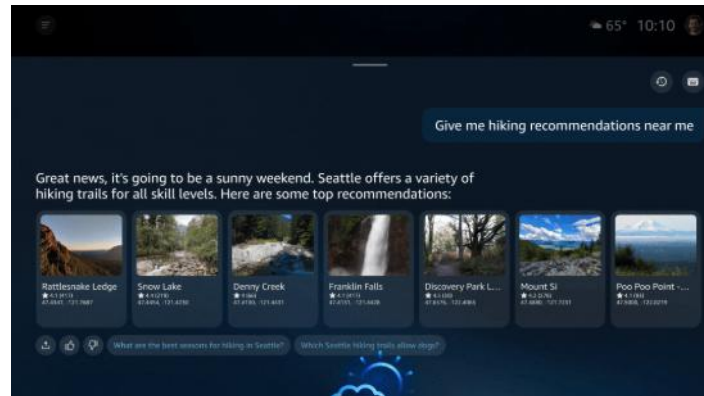 65° 10:10
Give me hiking recommendations near me
Great news, it's going to be a sunny weekend. Seattle offers a variety of
hiking trails for all skill levels. Here are some top recommendations:
Rattlesnake Ledge Snow Lake Denny Creek Franklin Falls Discovery Park L... Mount Si Poo Poo Point -...
What are the best seasons for hiking in Seattle? Which Seattle hiking trails allow dogs?